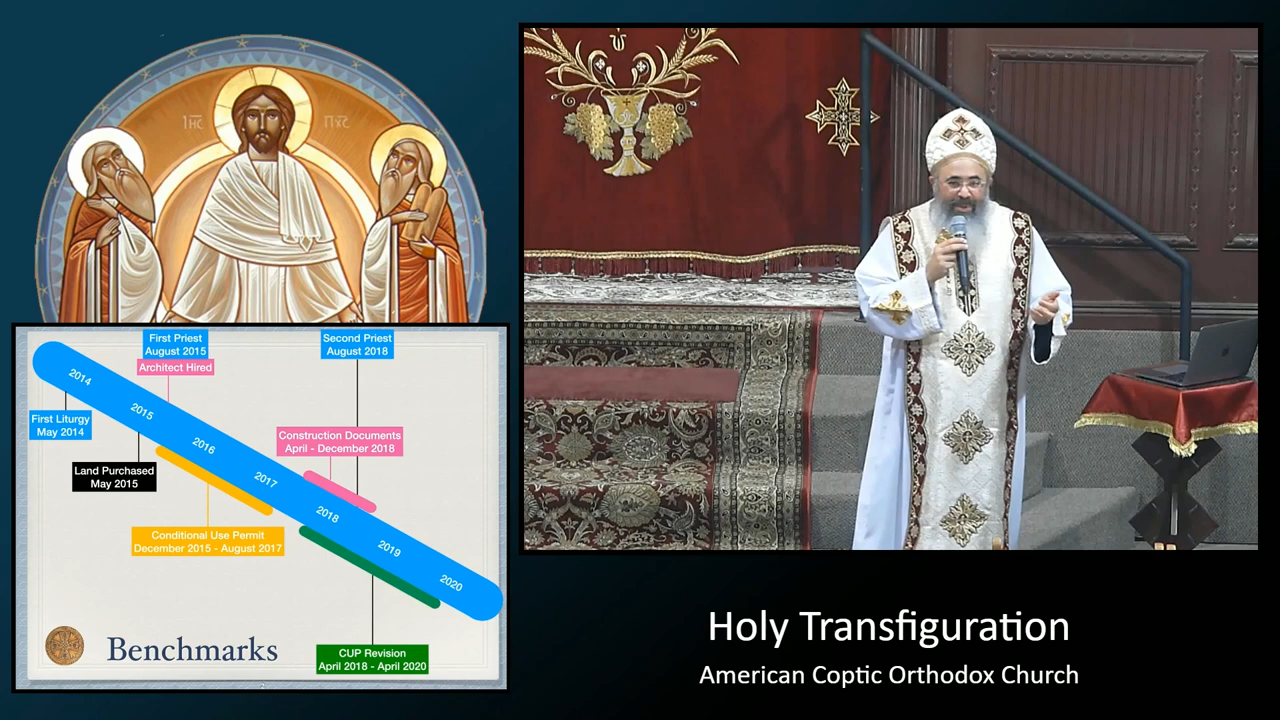 ΙΗC
ΠΧC
First Priest
August 2015
Architect Hired
Second Priest
August 2018
2014
2015
2016
2017
2018
2019
2020
First Liturgy
May 2014
Land Purchased
May 2015
Construction Documents
April - December 2018
Conditional Use Permit
December 2015 - August 2017
CUP Revision
April 2018 - April 2020
Benchmarks
Holy Transfiguration
American Coptic Orthodox Church